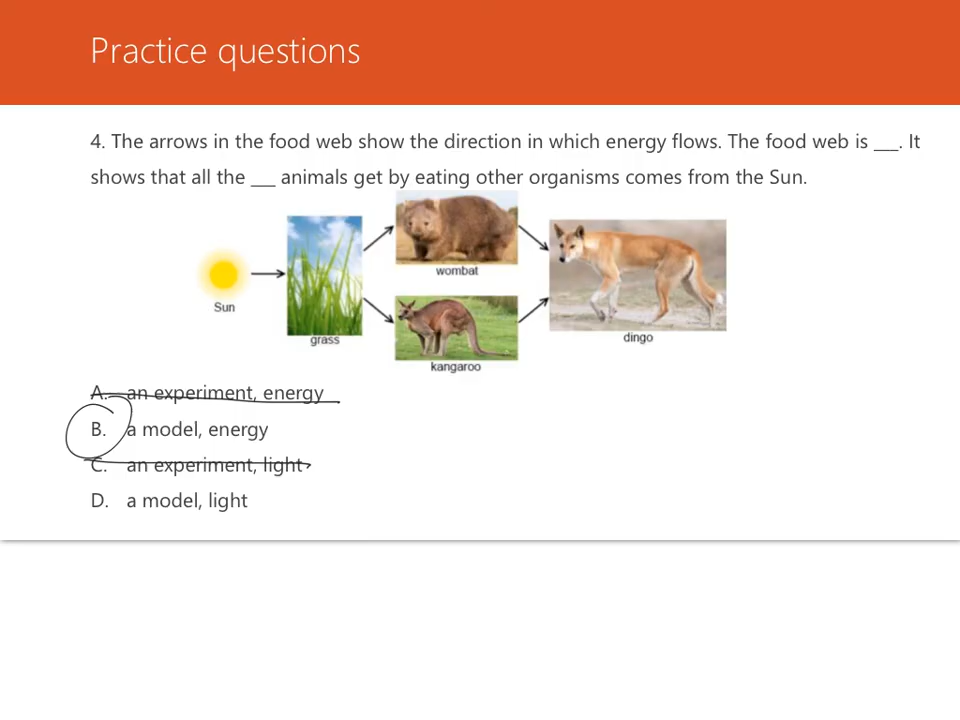 Practice questions
4. The arrows in the food web show the direction in which energy flows. The food web is ___. It
shows that all the ___ animals get by eating other organisms comes from the Sun.
Sun
grass
wombat
kangaroo
dingo
A. an experiment, energy
B. a model, energy
C. an experiment, light
D. a model, light